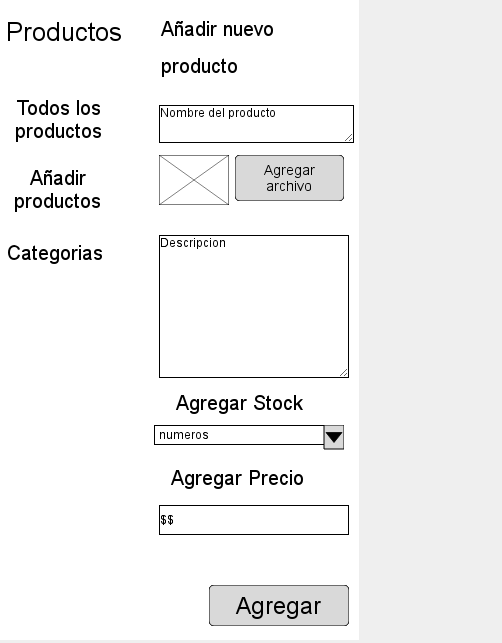 Productos
Todos los
productos
Añadir
productos
Categorias
Añadir nuevo
producto
Nombre del producto
Agregar
archivo
Descripcion
Agregar Stock
numeros
Agregar Precio
$$
Agregar